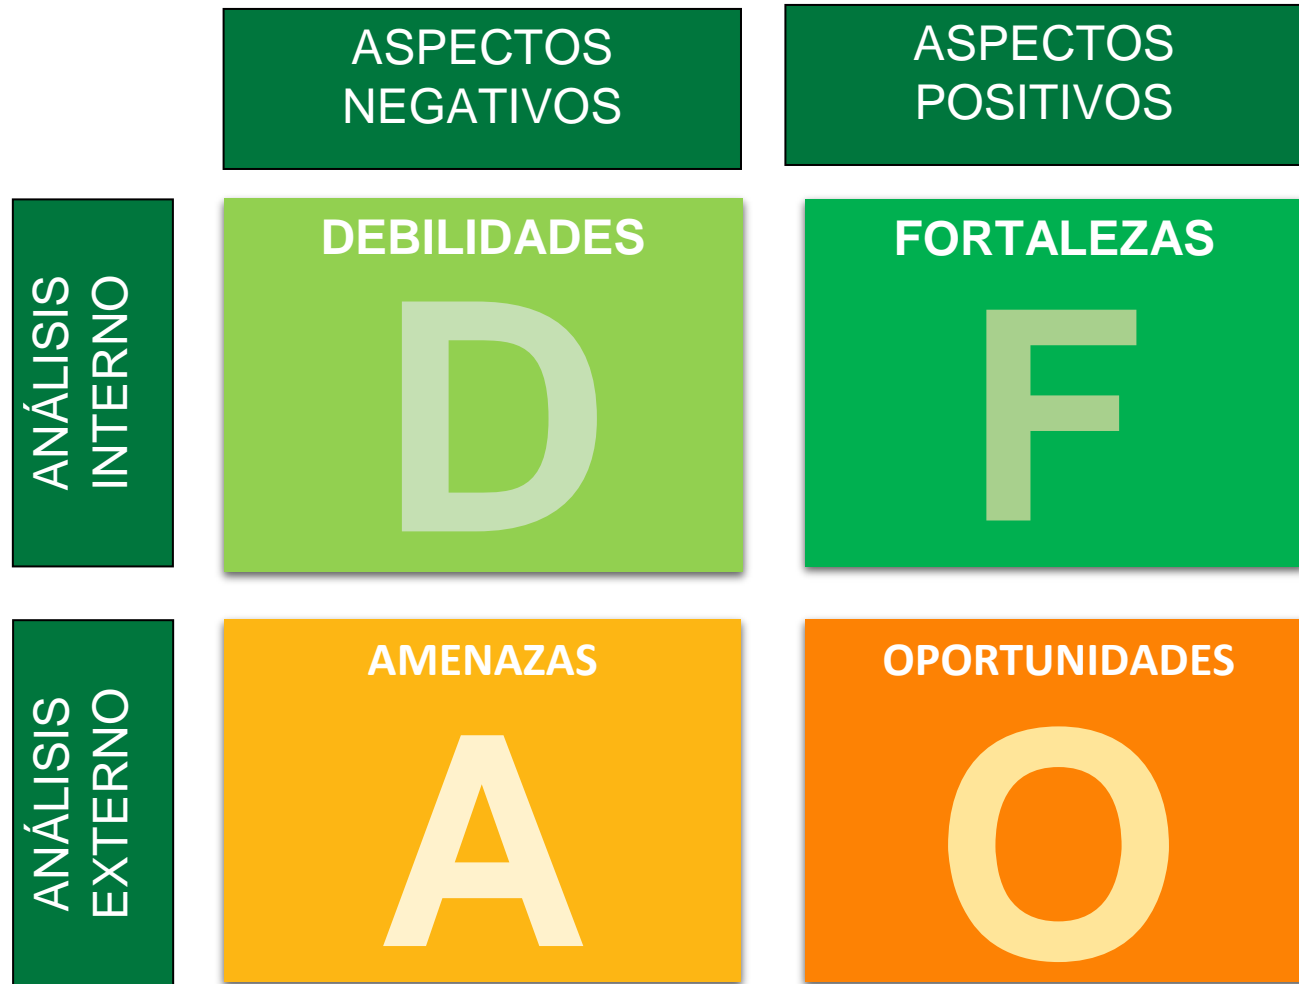 ASPECTOS
NEGATIVOS
ASPECTOS
POSITIVOS
ANÁLISIS
INTERNO
DEBILIDADES
D
FORTALEZAS
F
ANÁLISIS
EXTERNO
AMENAZAS
A
OPORTUNIDADES
O